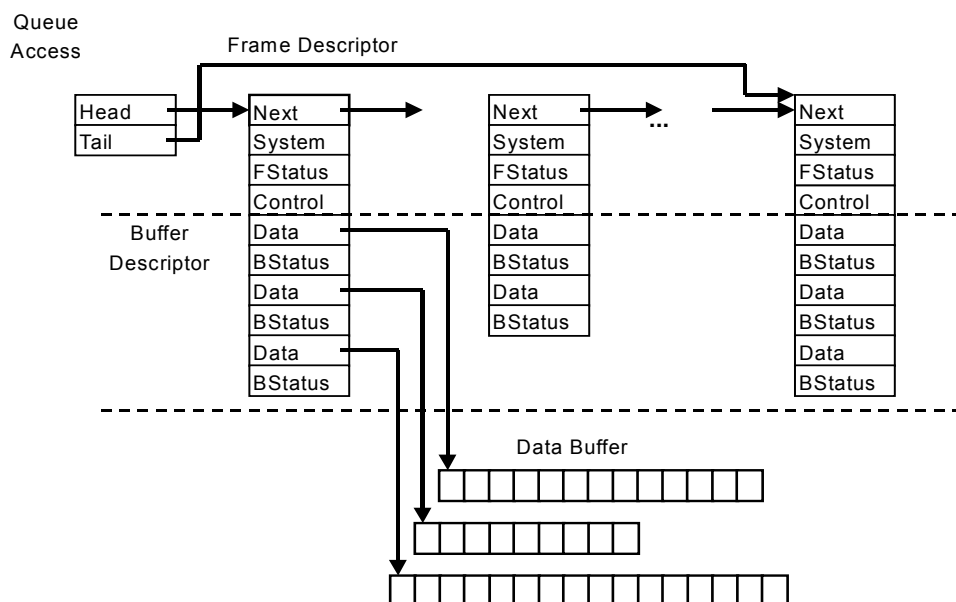 Queue
Access
Frame Descriptor
Head
Tail
Next
System
FStatus
Control
Data
BStatus
Data
BStatus
Data
BStatus
Next
System
FStatus
Control
Data
BStatus
Data
BStatus
...
Next
System
FStatus
Control
Data
BStatus
Data
BStatus
Data
BStatus
Buffer
Descriptor
Data Buffer